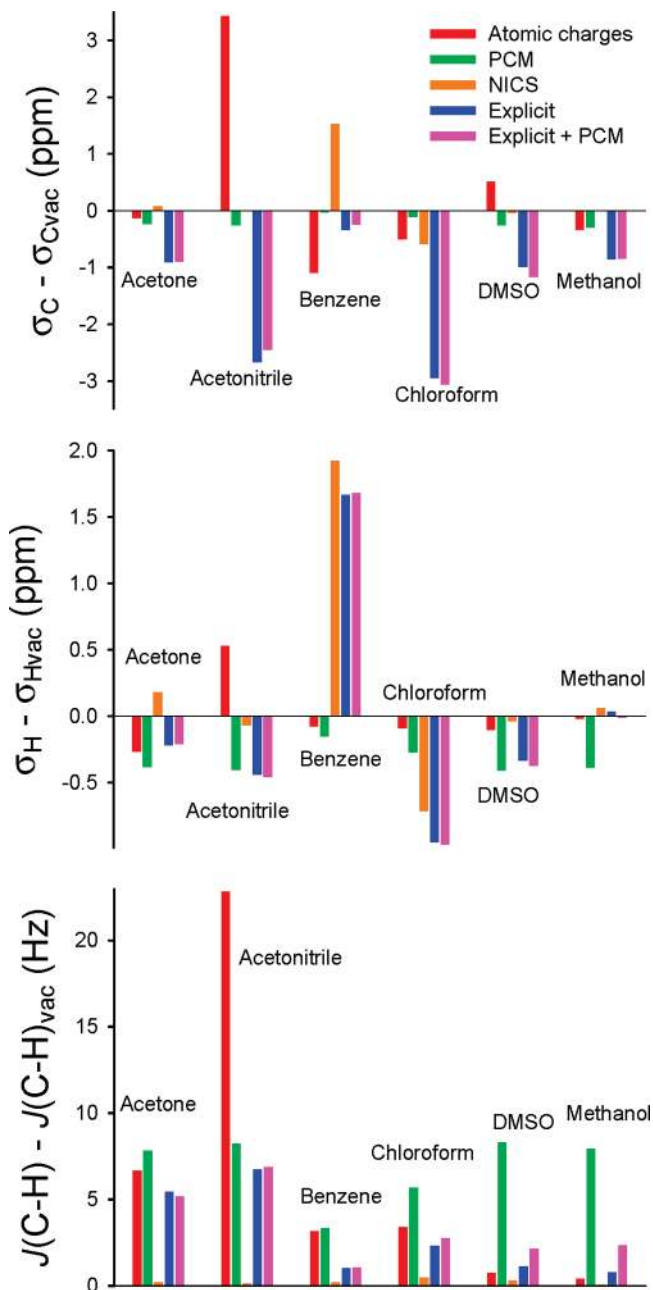 σC - σCvac (ppm)
3
2
1
0
-1
-2
-3
Atomic charges
PCM
NICS
Explicit
Explicit + PCM
Acetone
Acetonitrile
Benzene
Chloroform
DMSO
Methanol
σH - σHvac (ppm)
2.0
1.5
1.0
0.5
0.0
-0.5
Acetone
Acetonitrile
Benzene
Chloroform
DMSO
Methanol
J(C-H) - J(C-H)vac (Hz)
20
15
10
5
0
Acetone
Acetonitrile
Benzene
Chloroform
DMSO
Methanol